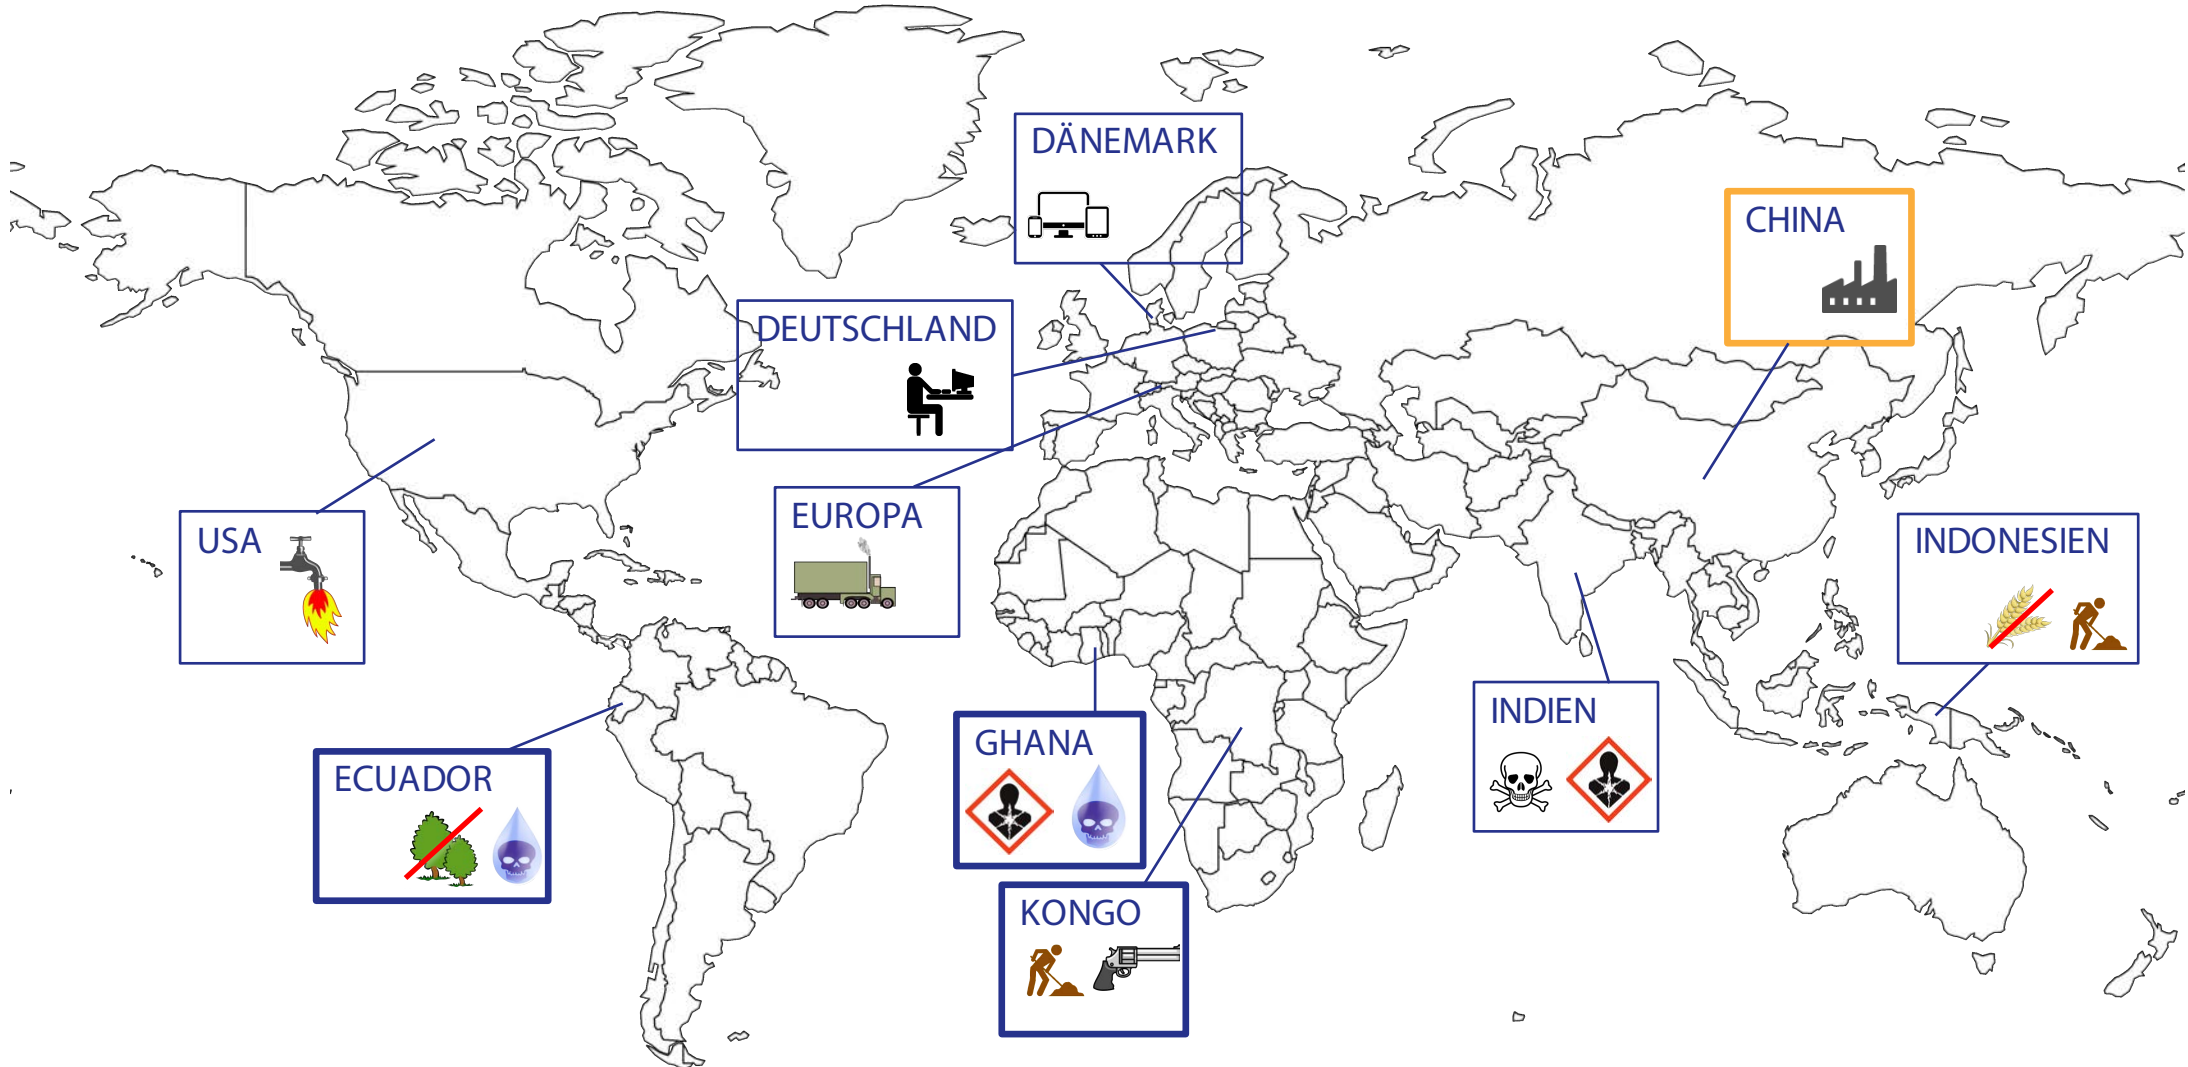 DÄNEMARK
CHINA
DEUTSCHLAND
EUROPA
USA
INDONESIEN
INDIEN
GHANA
ECUADOR
KONGO